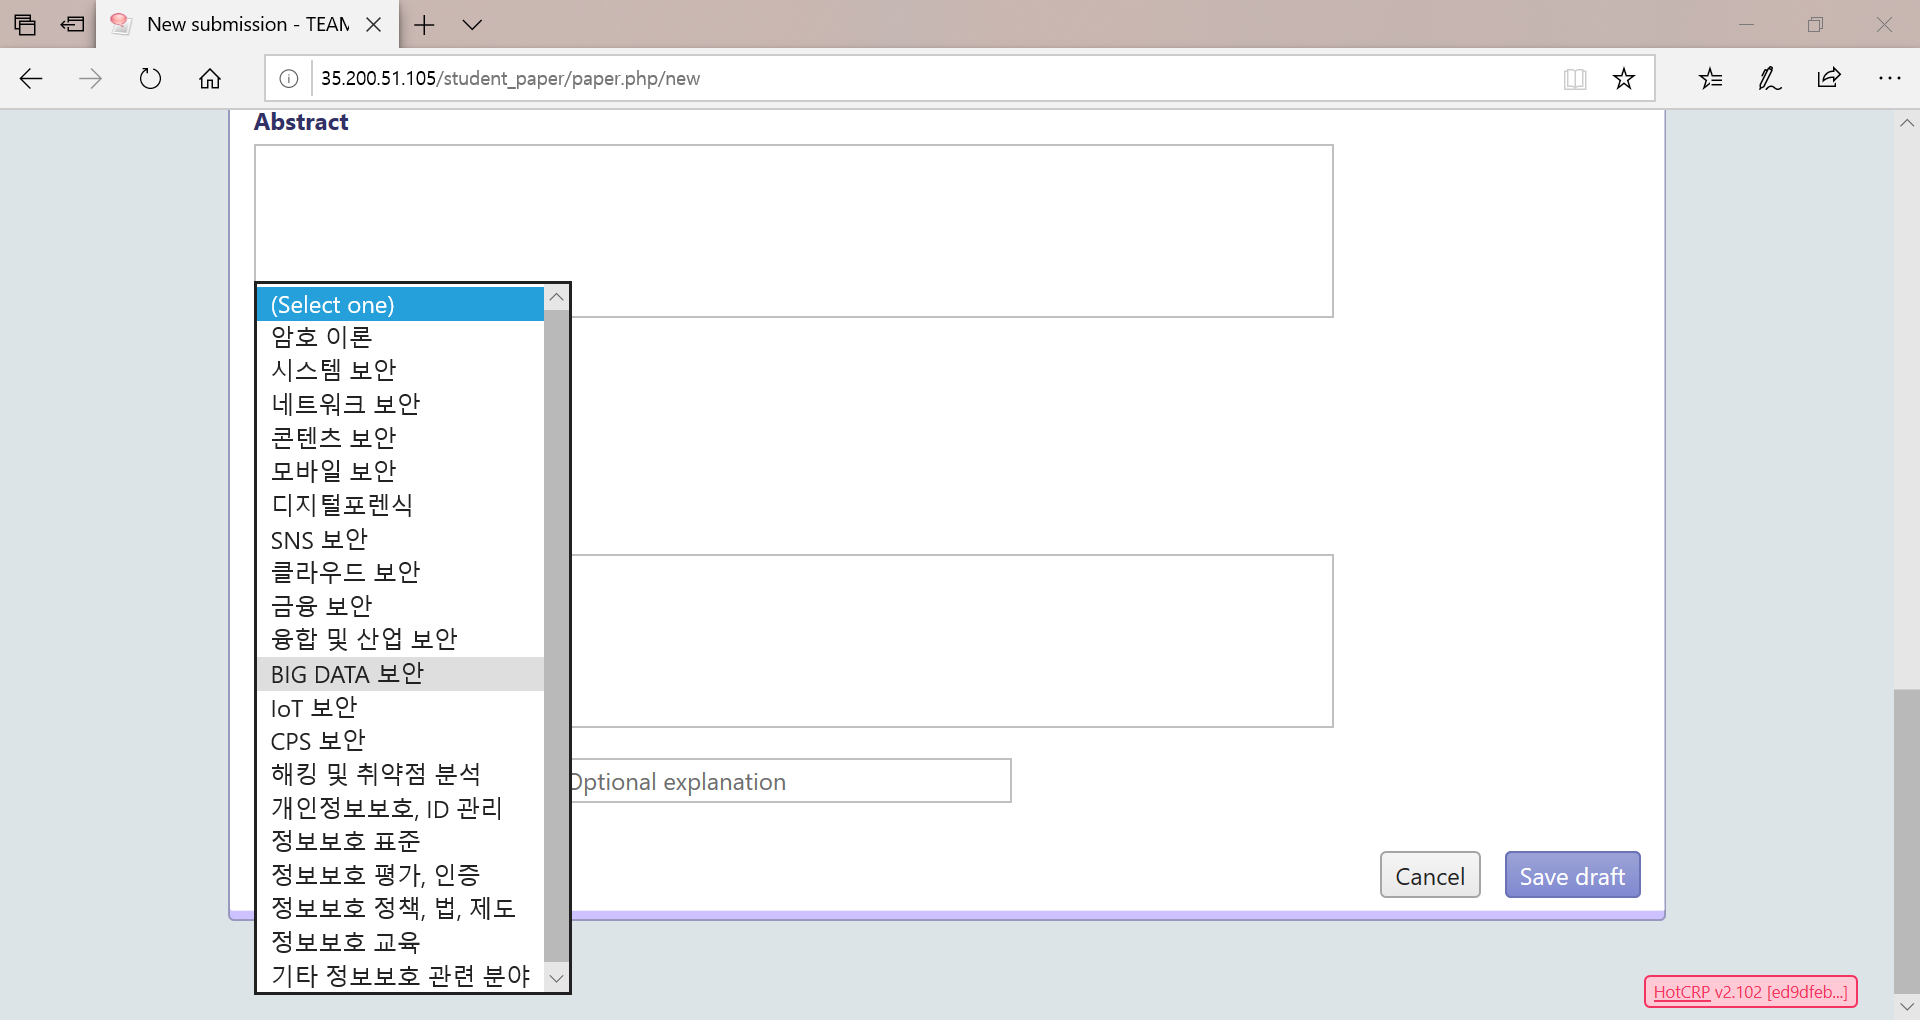 New submission - TEAM
35.200.51.105/student_paper/paper.php/new
Abstract
(Select one)
암호 이론
시스템 보안
네트워크 보안
콘텐츠 보안
모바일 보안
디지털포렌식
SNS 보안
클라우드 보안
금융 보안
융합 및 산업 보안
BIG DATA 보안
IoT 보안
CPS 보안
Optional explanation
해킹 및 취약점 분석
개인정보보호, ID 관리
정보보호 표준
정보보호 평가, 인증
정보보호 정책, 법, 제도
정보보호 교육
기타 정보보호 관련 분야
Cancel Save draft
HotCRP v2.102 [ed9dfeb...]